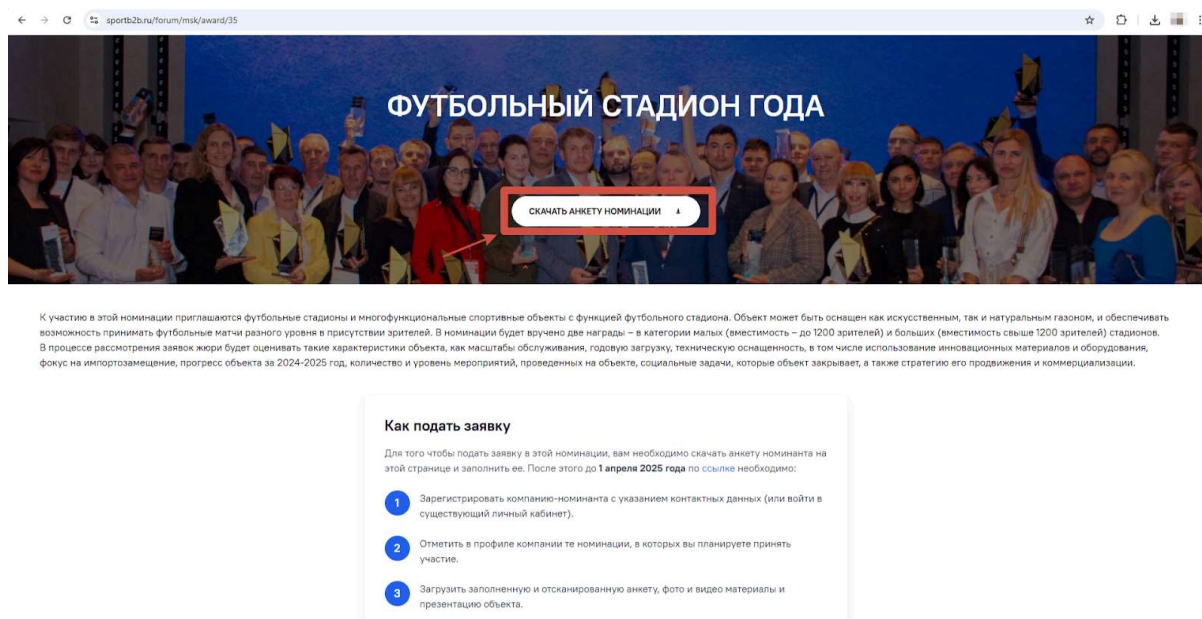 sportb2b.ru/forum/msk/award/35
ФУТБОЛЬНЫЙ СТАДИОН ГОДА
СКАЧАТЬ АНКЕТУ НОМИНАЦИИ
К участию в этой номинации приглашаются футбольные стадионы и многофункциональные спортивные объекты с функцией футбольного стадиона. Объект может быть оснащен как искусственным, так и натуральным газоном, и обеспечивать
возможность принимать футбольные матчи разного уровня в присутствии зрителей. В номинации будет вручено две награды – в категории малых (вместимость – до 1200 зрителей) и больших (вместимость свыше 1200 зрителей) стадионов.
В процессе рассмотрения заявок жюри будет оценивать такие характеристики объекта, как масштабы обслуживания, годовую загрузку, техническую оснащенность, в том числе использование инновационных материалов и оборудования,
фокус на импортозамещение, прогресс объекта за 2024-2025 год, количество и уровень мероприятий, проведенных на объекте, социальные задачи, которые объект закрывает, а также стратегию его продвижения и коммерциализации.
Как подать заявку
Для того чтобы подать заявку в этой номинации, вам необходимо скачать анкету номинанта на
этой странице и заполнить ее. После этого до 1 апреля 2025 года по ссылке необходимо:
1 Зарегистрировать компанию-номинанта с указанием контактных данных (или войти в
существующий личный кабинет).
2 Отметить в профиле компании те номинации, в которых вы планируете принять
участие.
3 Загрузить заполненную и отсканированную анкету, фото и видео материалы и
презентацию объекта.